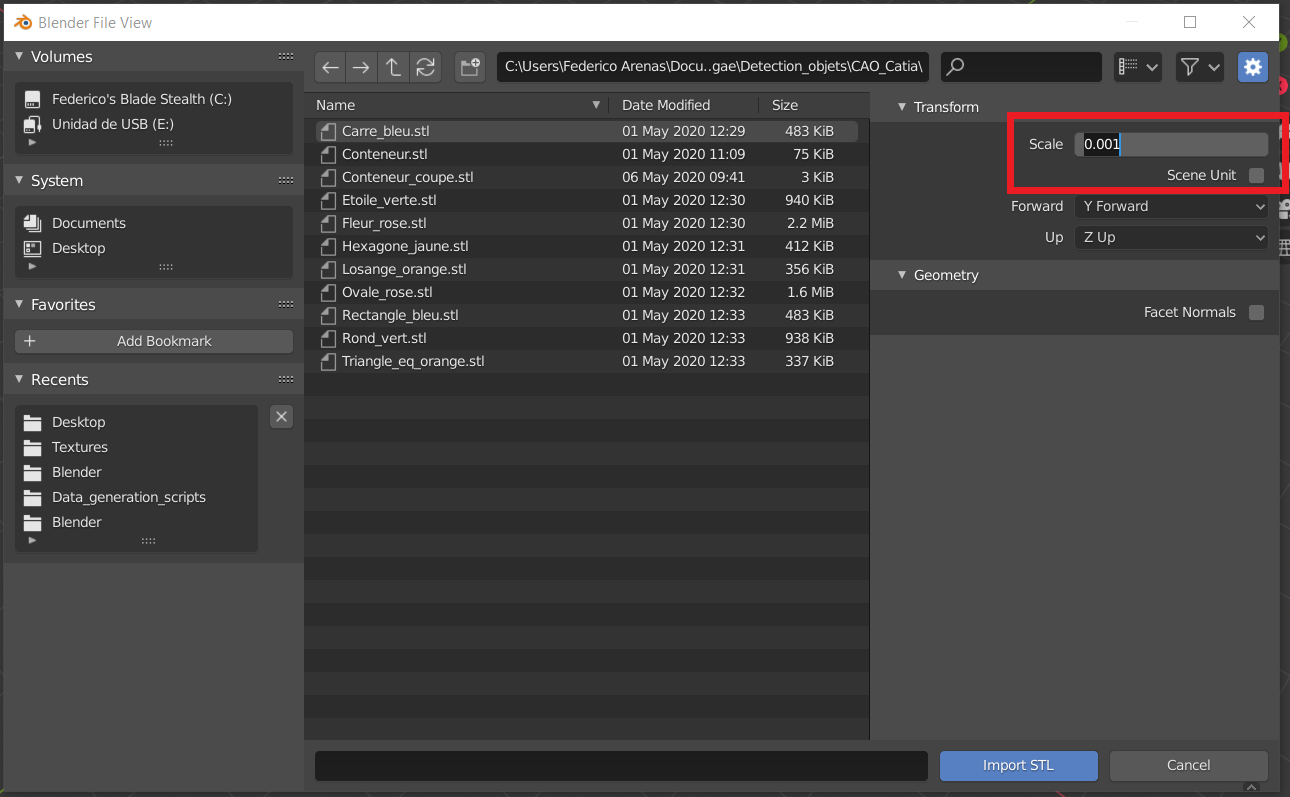 Blender File View
Volumes
Federico's Blade Stealth (C:)
Unidad de USB (E:)
System
Documents
Desktop
Favorites
Add Bookmark
Recents
Desktop
Textures
Blender
Data_generation_scripts
Blender
C:\Users\Federico Arenas\Docu..gae\Detection_objets\CAO_Catia\
Name Date Modified Size
Carre_bleu.stl 01 May 2020 12:29 483 KiB
Conteneur.stl 01 May 2020 11:09 75 KiB
Conteneur_coupe.stl 06 May 2020 09:41 3 KiB
Etoile_verte.stl 01 May 2020 12:30 940 KiB
Fleur_rose.stl 01 May 2020 12:30 2.2 MiB
Hexagone_jaune.stl 01 May 2020 12:31 412 KiB
Losange_orange.stl 01 May 2020 12:31 356 KiB
Ovale_rose.stl 01 May 2020 12:32 1.6 MiB
Rectangle_bleu.stl 01 May 2020 12:33 483 KiB
Rond_vert.stl 01 May 2020 12:33 938 KiB
Triangle_eq_orange.stl 01 May 2020 12:33 337 KiB
Transform
Scale 0.001
Scene Unit
Forward Y Forward
Up Z Up
Geometry
Facet Normals
Import STL
Cancel